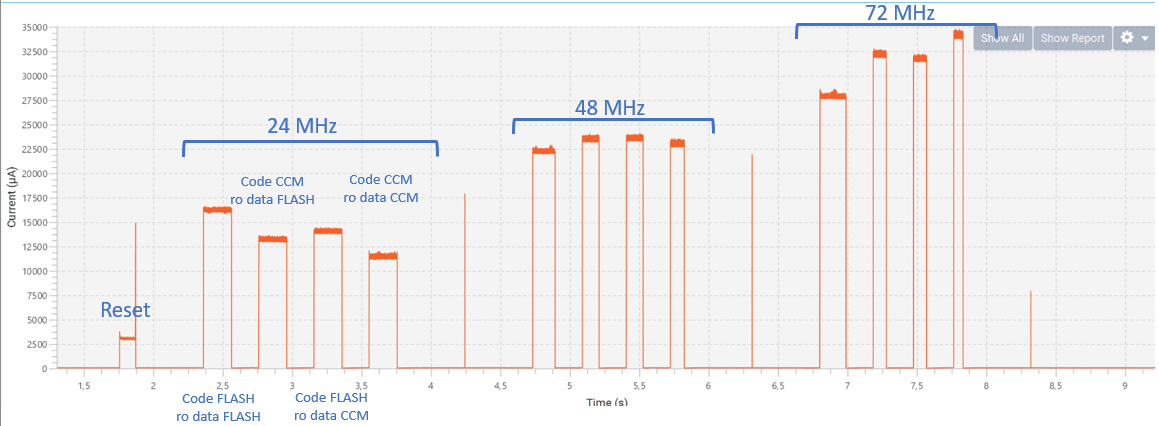 72 MHz
Show All
Show Report
35000
32500
30000
27500
25000
22500
20000
17500
15000
12500
10000
7500
5000
2500
0
Current (µA)
48 MHz
24 MHz
Code CCM
ro data FLASH
Code CCM
ro data CCM
Reset
1,5
2
2,5
3
3,5
4
4,5
5
5,5
6
6,5
7
7,5
8
8,5
9
Time (s)
Code FLASH
ro data FLASH
Code FLASH
ro data CCM